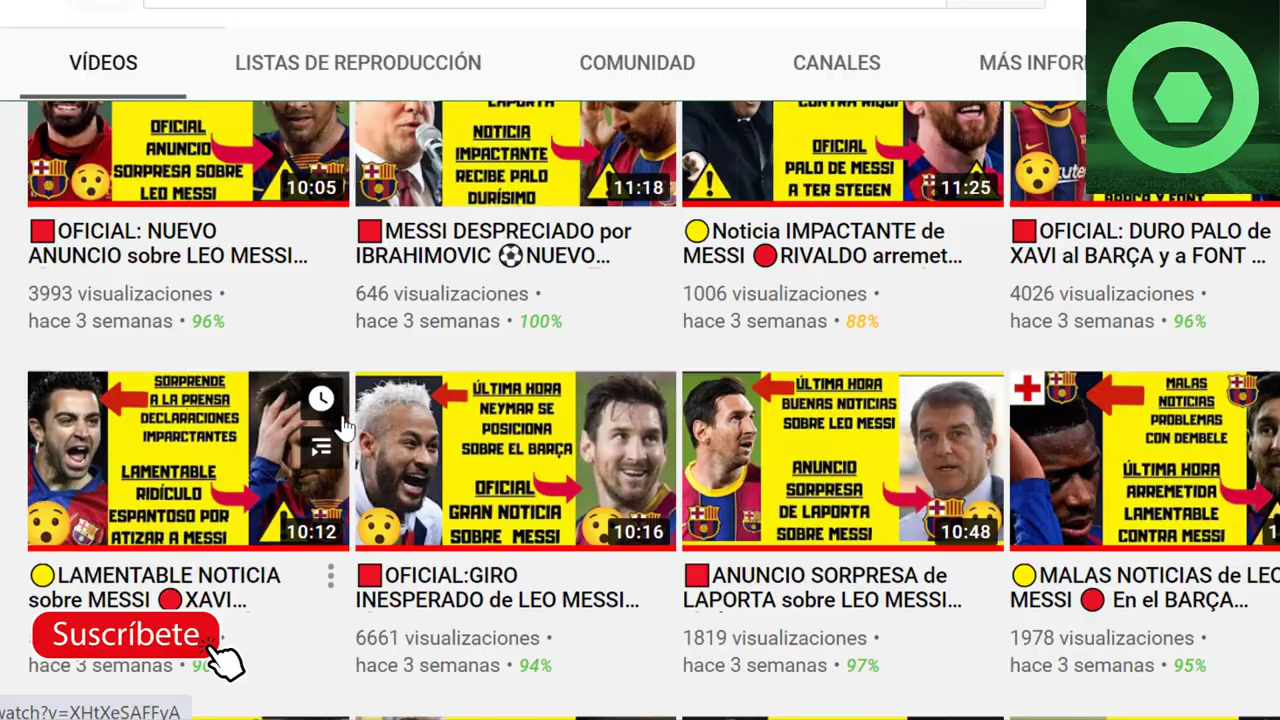 VÍDEOS
LISTAS DE REPRODUCCIÓN
COMUNIDAD
CANALES
MÁS
OFICIAL
ANUNCIO
SORPRESA SOBRE
LEO MESSI
10:05
LAPORTA
NOTICIA
IMPACTANTE
RECIBE PALO
DURÍSIMO
11:18
OFICIAL
PALO DE MESSI
A TER STEGEN
11:25
BARÇA Y FONT
OFICIAL: NUEVO
ANUNCIO sobre LEO MESSI...
3993 visualizaciones •
hace 3 semanas • 96%
MESSI DESPRECIADO por
IBRAHIMOVIC ⚽NUEVO...
646 visualizaciones •
hace 3 semanas • 100%
Noticia IMPACTANTE de
MESSI RIVALDO arremet...
1006 visualizaciones •
hace 3 semanas • 88%
OFICIAL: DURO PALO de
XAVI al BARÇA y a FONT ...
4026 visualizaciones •
hace 3 semanas • 96%
SORPRENDE
A LA PRENSA
DECLARACIONES
IMPARCTANTES
LAMENTABLE
RIDÍCULO
ESPANTOSO POR
ATIZAR A MESSI
10:12
ÚLTIMA HORA
NEYMAR SE
POSICIONA
SOBRE EL BARÇA
OFICIAL
GRAN NOTICIA
SOBRE MESSI
10:16
ÚLTIMA HORA
BUENAS NOTICIAS
SOBRE LEO MESSI
ANUNCIO
SORPRESA
DE LAPORTA
SOBRE MESSI
10:48
MALAS
NOTICIAS
PROBLEMAS
CON DEMBELE
ÚLTIMA HORA
ARREMETIDA
LAMENTABLE
CONTRA MESSI
LAMENTABLE NOTICIA
sobre MESSI XAVI...
hace 3 semanas •
OFICIAL:GIRO
INESPERADO de LEO MESSI...
6661 visualizaciones •
hace 3 semanas • 94%
ANUNCIO SORPRESA de
LAPORTA sobre LEO MESSI...
1819 visualizaciones •
hace 3 semanas • 97%
MALAS NOTICIAS de LEO
MESSI En el BARÇA...
1978 visualizaciones •
hace 3 semanas • 95%
Suscríbete
watch?v=XHtXeSAFFyA